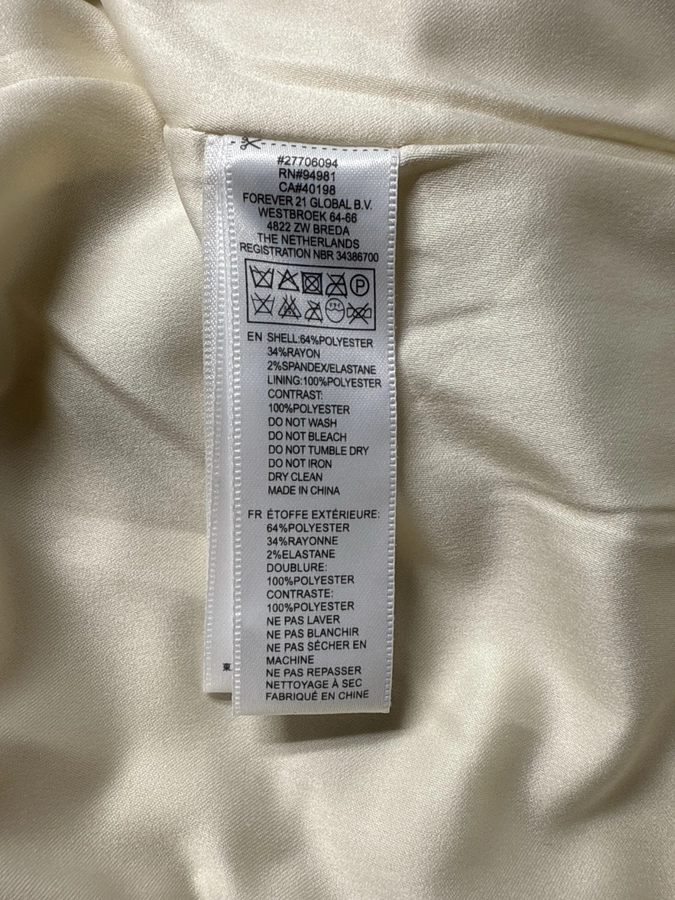 #27706094
RN#94981
CA#40198
FOREVER 21 GLOBAL B.V.
WESTBROEK 64-66
4822 ZW BREDA
THE NETHERLANDS
REGISTRATION NBR 34386700
P
EN SHELL:64%POLYESTER
34%RAYON
2%SPANDEX/ELASTANE
LINING:100%POLYESTER
CONTRAST:
100%POLYESTER
DO NOT WASH
DO NOT BLEACH
DO NOT TUMBLE DRY
DO NOT IRON
DRY CLEAN
MADE IN CHINA
FR ÉTOFFE EXTÉRIEURE:
64%POLYESTER
34%RAYONNE
2%ELASTANE
DOUBLURE:
100%POLYESTER
CONTRASTE:
100%POLYESTER
NE PAS LAVER
NE PAS BLANCHIR
NE PAS SÉCHER EN
MACHINE
NE PAS REPASSER
NETTOYAGE À SEC
FABRIQUÉ EN CHINE